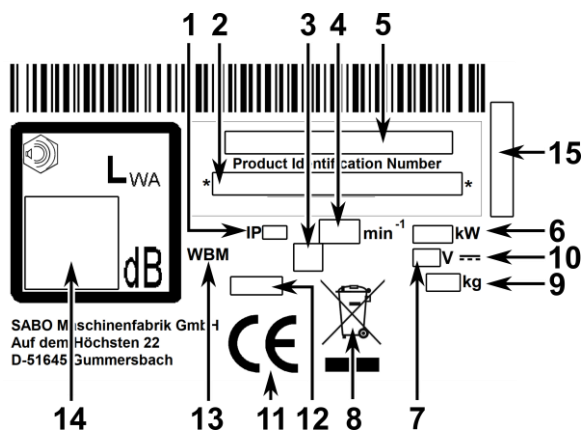 1 2 3 4 5
15
LWA
Product Identification Number
* *
IP min-1 kW 6
WBM V 10
dB kg 9
SABO Maschinenfabrik GmbH
Auf dem Höchsten 22
D-51645 Gummersbach
CE
14 13 11 12 8 7